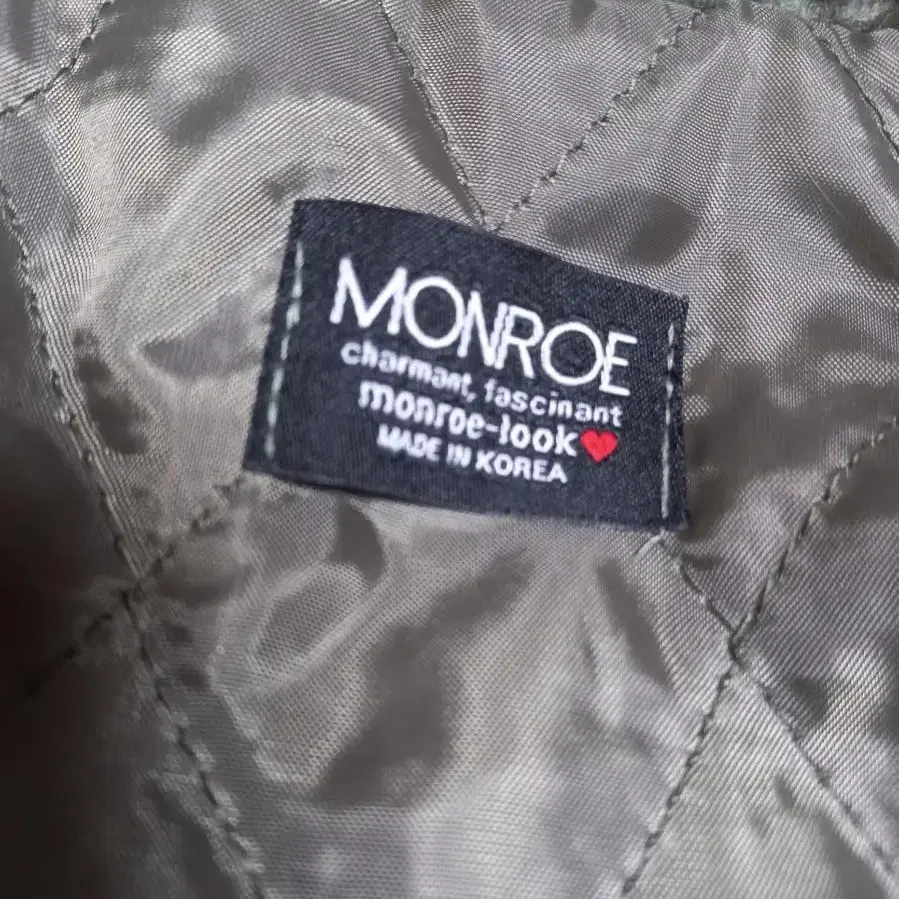 MONROE
charmant, fascinant
monroe-look
MADE IN KOREA